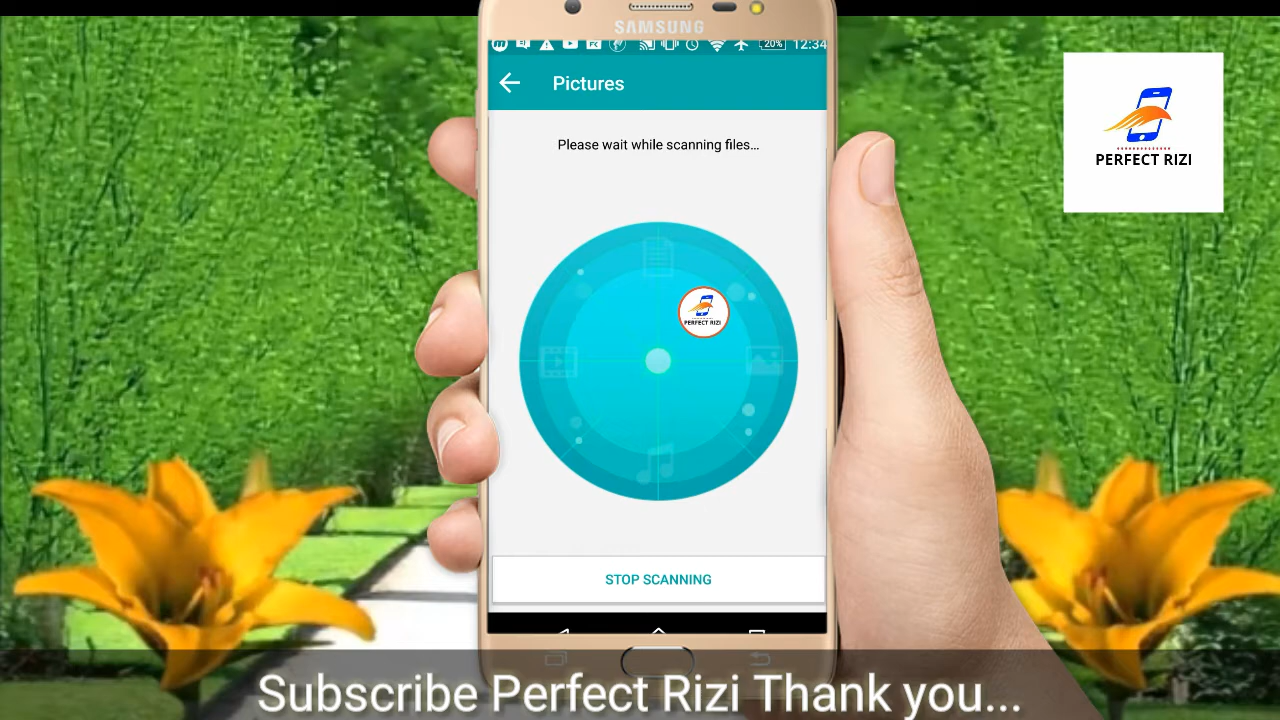 SAMSUNG
20% 12:34
Pictures
Please wait while scanning files...
PERFECT RIZI
PERFECT RIZI
STOP SCANNING
Subscribe Perfect Rizi Thank you...